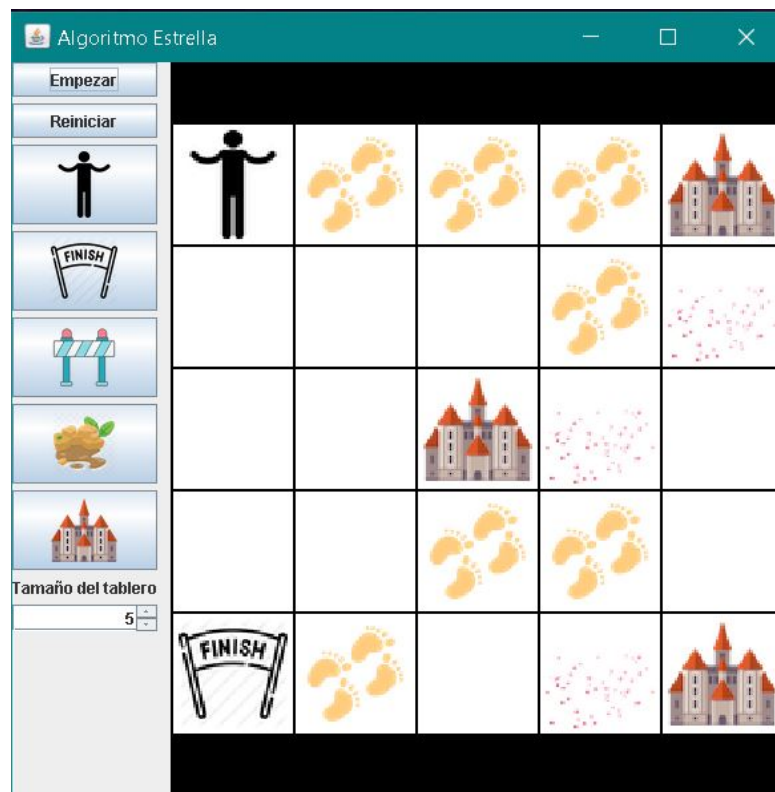 Algoritmo Estrella
Empezar
Reiniciar
FINISH
Tamaño del tablero
5
FINISH